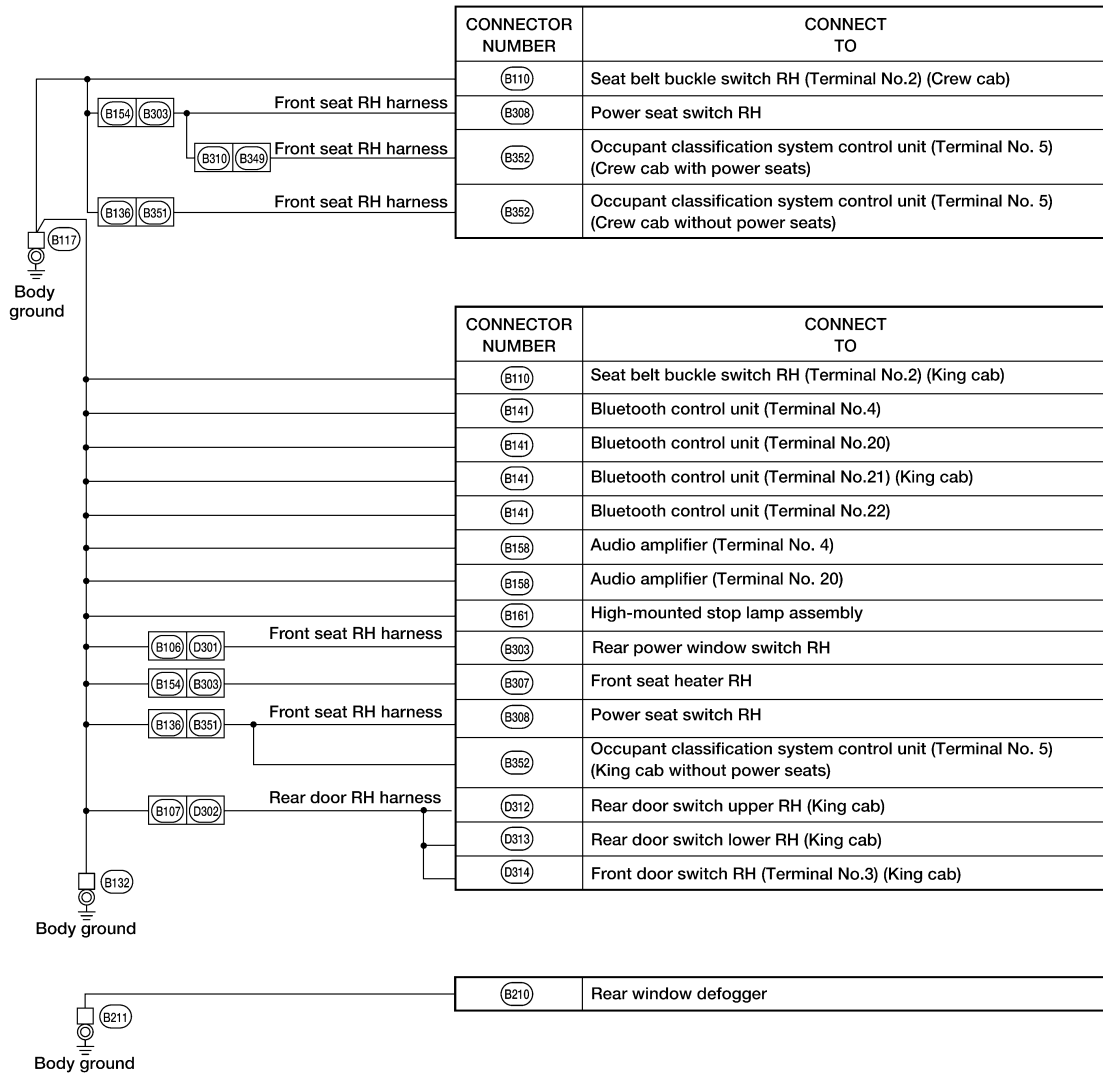 CONNECTOR
NUMBER
CONNECT
TO
B110
Seat belt buckle switch RH (Terminal No.2) (Crew cab)
B154 B303
Front seat RH harness
B308
Power seat switch RH
B310 B349
Front seat RH harness
B352
Occupant classification system control unit (Terminal No. 5)
(Crew cab with power seats)
B136 B351
Front seat RH harness
B352
Occupant classification system control unit (Terminal No. 5)
(Crew cab without power seats)
B117
Body
ground
CONNECTOR
NUMBER
CONNECT
TO
B110
Seat belt buckle switch RH (Terminal No.2) (King cab)
B141
Bluetooth control unit (Terminal No.4)
B141
Bluetooth control unit (Terminal No.20)
B141
Bluetooth control unit (Terminal No.21) (King cab)
B141
Bluetooth control unit (Terminal No.22)
B158
Audio amplifier (Terminal No. 4)
B158
Audio amplifier (Terminal No. 20)
B161
High-mounted stop lamp assembly
B106 D301
Front seat RH harness
B303
Rear power window switch RH
B154 B303
B307
Front seat heater RH
B136 B351
Front seat RH harness
B308
Power seat switch RH
B352
Occupant classification system control unit (Terminal No. 5)
(King cab without power seats)
B107 D302
Rear door RH harness
D312
Rear door switch upper RH (King cab)
D313
Rear door switch lower RH (King cab)
D314
Front door switch RH (Terminal No.3) (King cab)
B132
Body ground
B210
Rear window defogger
B211
Body ground